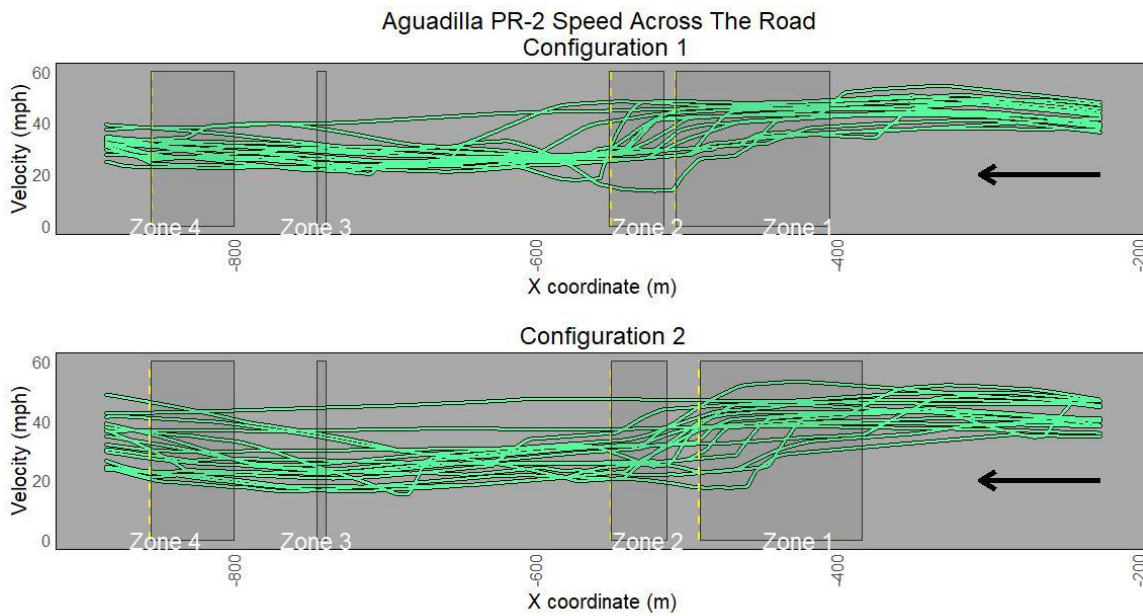 Aguadilla PR-2 Speed Across The Road
Configuration 1
Velocity (mph)
60
40
20
0
Zone 4
Zone 3
Zone 2
Zone 1
-800
-600
-400
-200
X coordinate (m)
Configuration 2
Velocity (mph)
60
40
20
0
Zone 4
Zone 3
Zone 2
Zone 1
-800
-600
-400
-200
X coordinate (m)